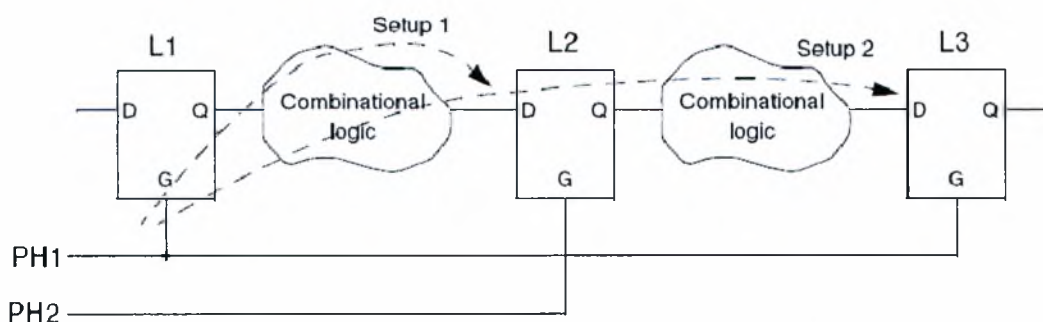 Setup 1
L1
L2
Setup 2
L3
D
Q
G
Combinational
logic
D
Q
G
Combinational
logic
D
Q
G
PH1
PH2